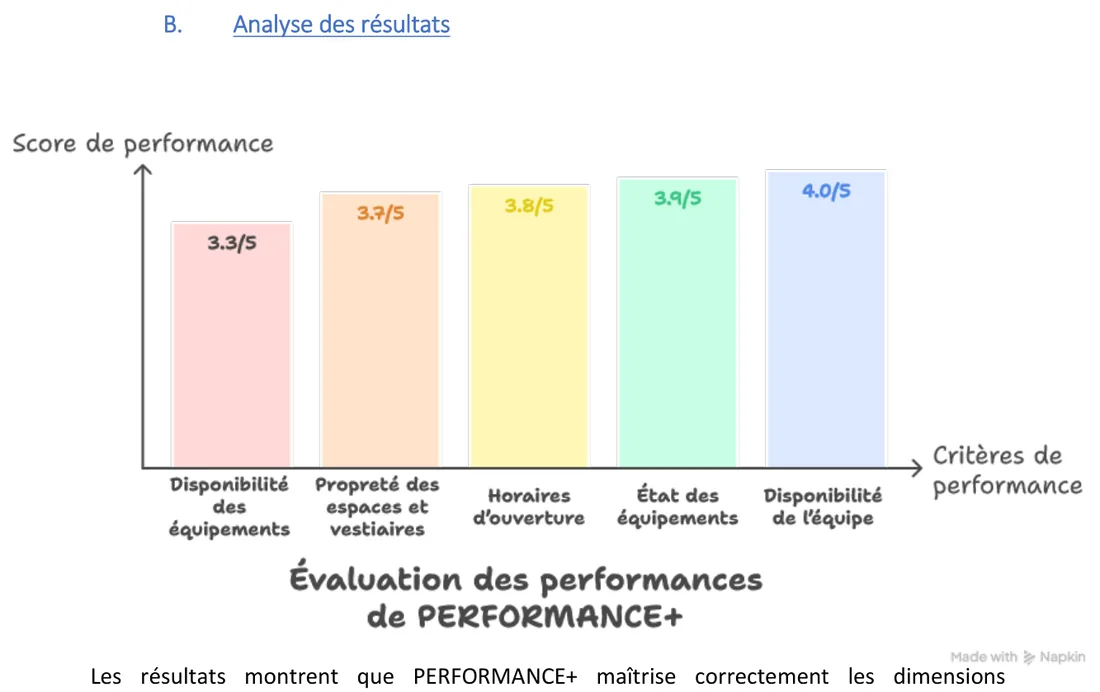 B. Analyse des résultats
Score de performance
3.3/5
3.7/5
3.8/5
3.9/5
4.0/5
Disponibilité
des
équipements
Propreté des
espaces et
vestiaires
Horaires
d'ouverture
État des
équipements
Disponibilité
de l'équipe
Critères de
performance
Évaluation des performances
de PERFORMANCE+
Made with Napkin
Les résultats montrent que PERFORMANCE+ maîtrise correctement les dimensions